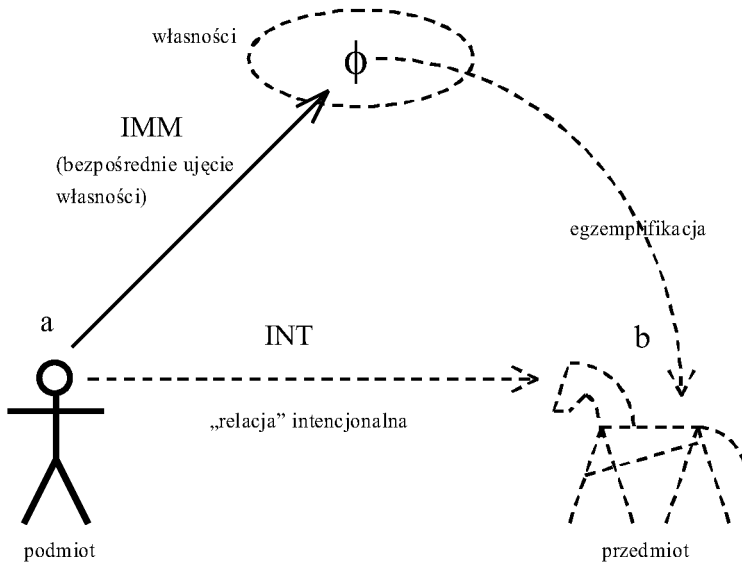 własności
ϕ
IMM
(bezpośrednie ujęcie
własności)
egzemplifikacja
a
INT
b
„relacja” intencjonalna
podmiot
przedmiot